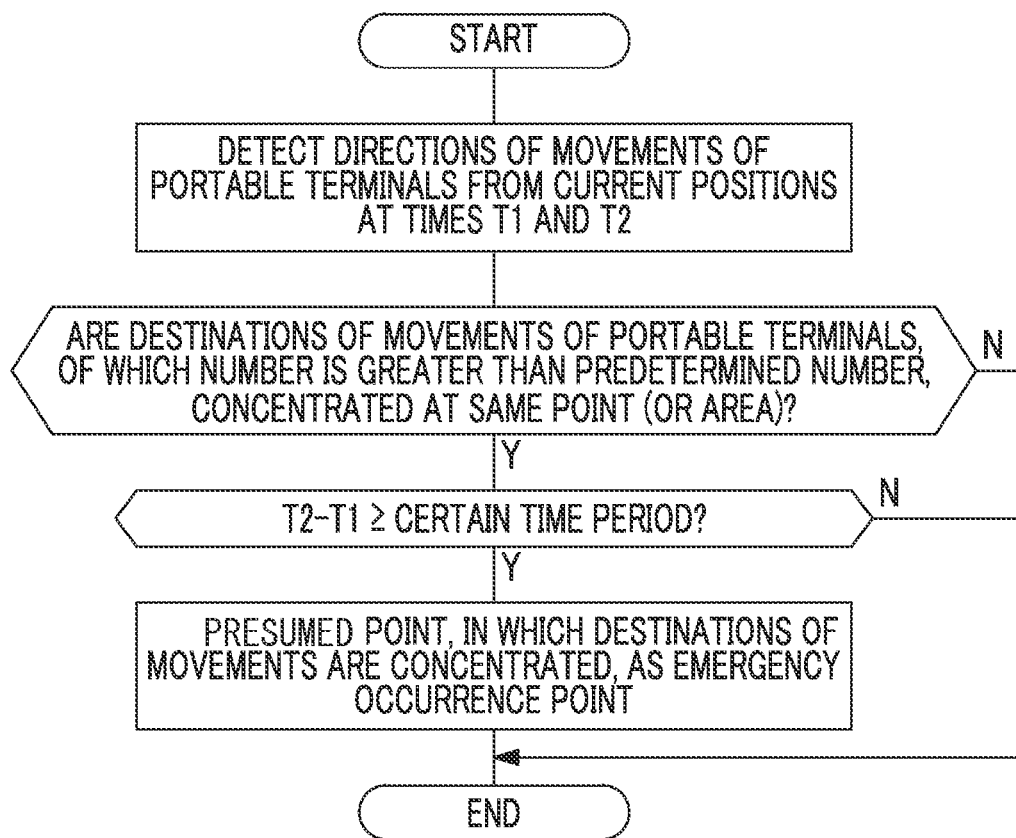 START
DETECT DIRECTIONS OF MOVEMENTS OF
PORTABLE TERMINALS FROM CURRENT POSITIONS
AT TIMES T1 AND T2
ARE DESTINATIONS OF MOVEMENTS OF PORTABLE TERMINALS,
OF WHICH NUMBER IS GREATER THAN PREDETERMINED NUMBER,
CONCENTRATED AT SAME POINT (OR AREA)?
N
Y
T2-T1 ≥ CERTAIN TIME PERIOD?
N
Y
PRESUMED POINT, IN WHICH DESTINATIONS OF
MOVEMENTS ARE CONCENTRATED, AS EMERGENCY
OCCURRENCE POINT
END